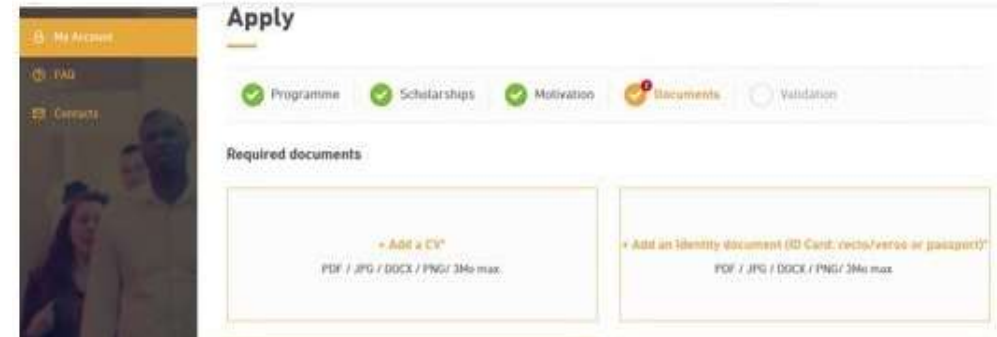 Apply
My Account
FAQ
Contacts
Programme
Scholarships
Motivation
Documents
Validation
Required documents
+ Add a CV*
PDF / JPG / DOCX / PNG/ 3Mo max.
+ Add an Identity document (ID Card: recto/verso or passport)*
PDF / JPG / DOCX / PNG/ 3Mo max